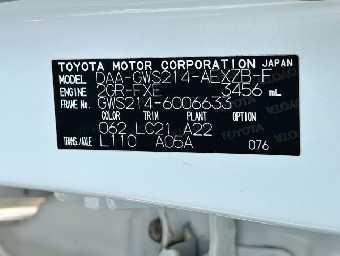 TOYOTA MOTOR CORPORATION JAPAN
MODEL DAA-GWS214-AEXZB-F
ENGINE 2GR-FXE 3456 mL
FRAME No. GWS214-6006633
COLOR TRIM PLANT OPTION
062 LC21 A22
TRANS./AXLE L110 A05A 076